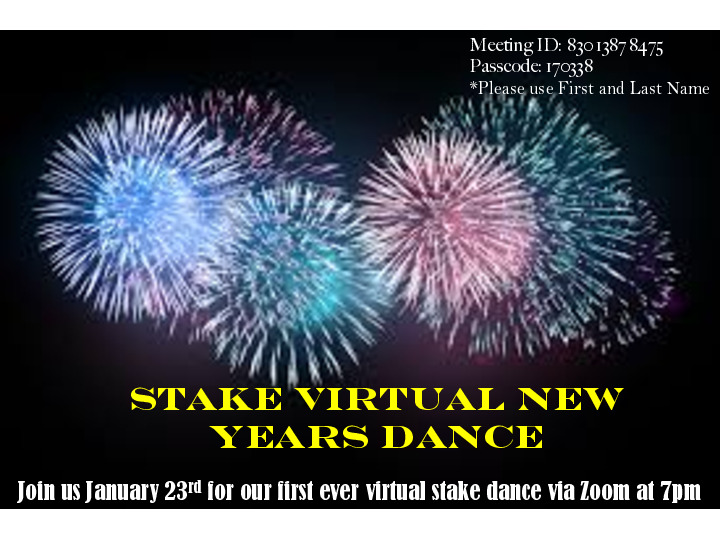 Meeting ID: 830 1387 8475
Passcode: 170338
*Please use First and Last Name
STAKE VIRTUAL NEW
YEARS DANCE
Join us January 23rd for our first ever virtual stake dance via Zoom at 7pm